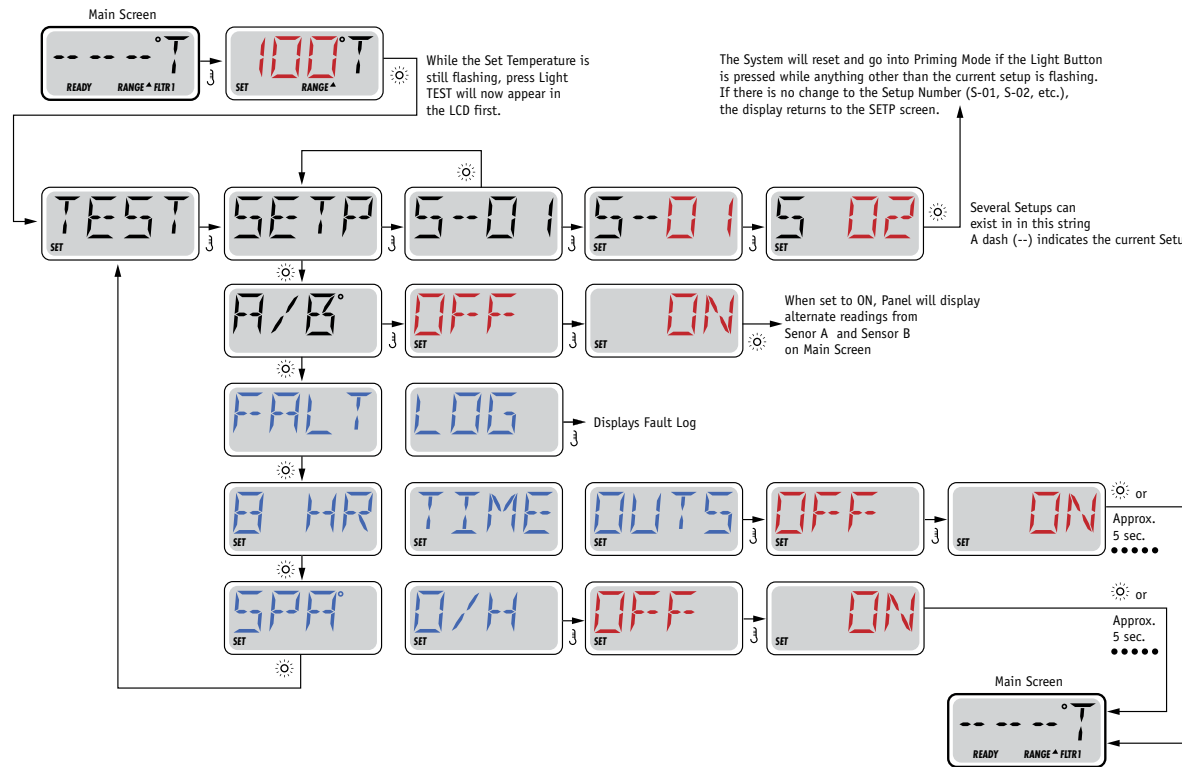 Main Screen
-- -- --°T
READY RANGE ▲ FLTR1
100°T
SET RANGE ▲
While the Set Temperature is
still flashing, press Light
TEST will now appear in
the LCD first.
The System will reset and go into Priming Mode if the Light Button
is pressed while anything other than the current setup is flashing.
If there is no change to the Setup Number (S-01, S-02, etc.),
the display returns to the SETP screen.
TEST
SET
SETP
S-01
S-01
SET
S 02
SET
Several Setups can
exist in in this string
A dash (--) indicates the current Setu
A/B°
OFF
SET
ON
SET
When set to ON, Panel will display
alternate readings from
Senor A and Sensor B
on Main Screen
FALT
LOG
Displays Fault Log
8 HR
SET
TIME
SET
OUTS
SET
OFF
SET
ON
SET
or
Approx.
5 sec.
SPA°
SET
O/H
OFF
SET
ON
SET
or
Approx.
5 sec.
Main Screen
-- -- --°T
READY RANGE ▲ FLTR1